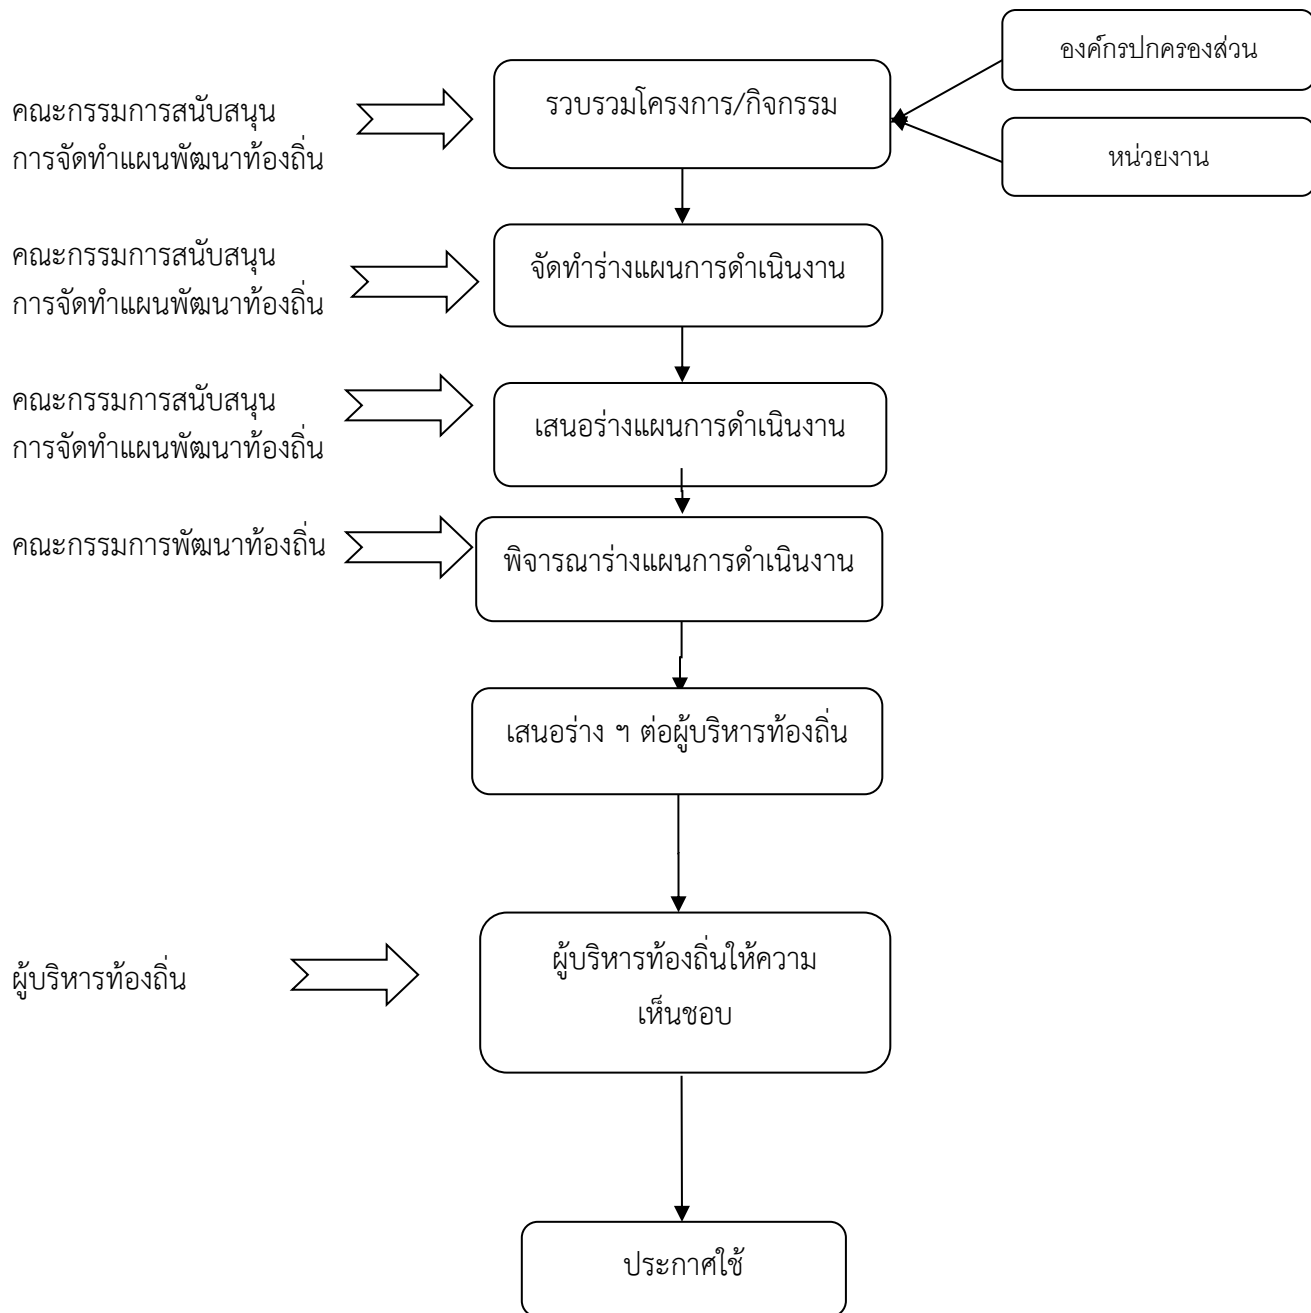 องค์กรปกครองส่วน
รวบรวมโครงการ/กิจกรรม
คณะกรรมการสนับสนุน
การจัดทำแผนพัฒนาท้องถิ่น
หน่วยงาน
คณะกรรมการสนับสนุน
การจัดทำแผนพัฒนาท้องถิ่น
จัดทำร่างแผนการดำเนินงาน
คณะกรรมการสนับสนุน
การจัดทำแผนพัฒนาท้องถิ่น
เสนอร่างแผนการดำเนินงาน
คณะกรรมการพัฒนาท้องถิ่น
พิจารณาร่างแผนการดำเนินงาน
เสนอร่าง ฯ ต่อผู้บริหารท้องถิ่น
ผู้บริหารท้องถิ่น
ผู้บริหารท้องถิ่นให้ความ
เห็นชอบ
ประกาศใช้